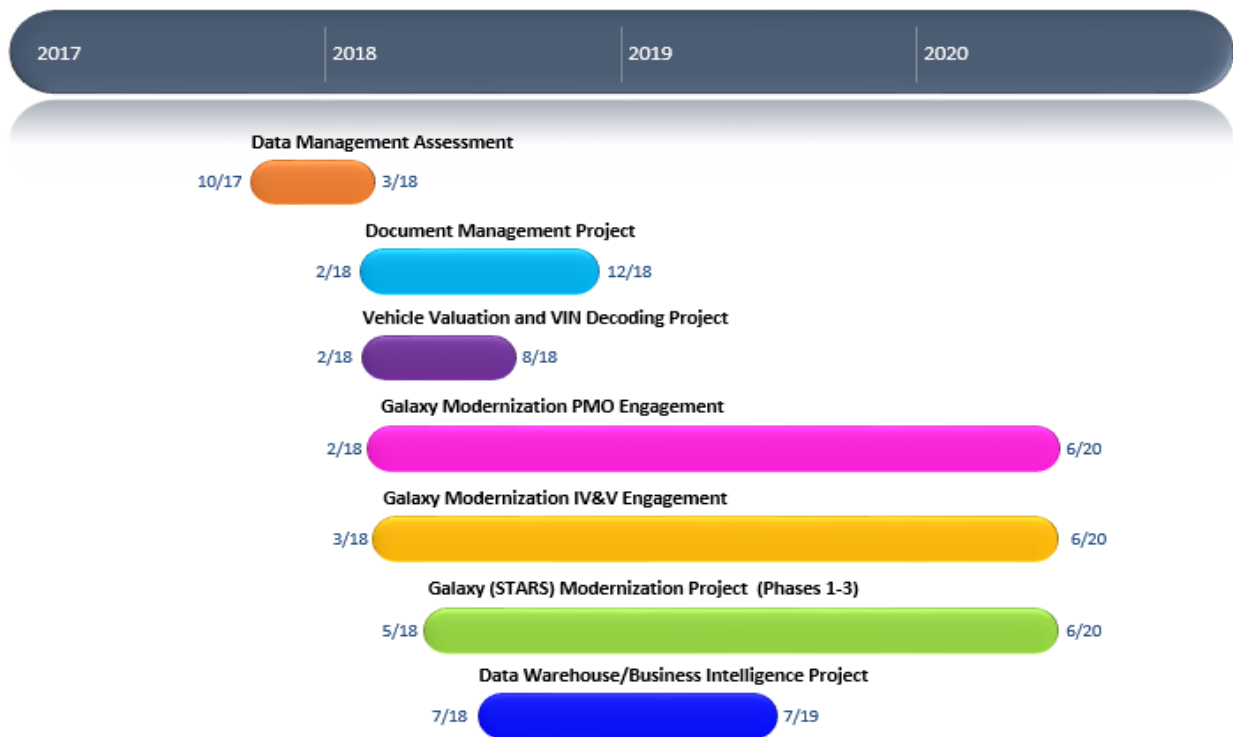 2017 2018 2019 2020
Data Management Assessment
10/17 3/18
Document Management Project
2/18 12/18
Vehicle Valuation and VIN Decoding Project
2/18 8/18
Galaxy Modernization PMO Engagement
2/18 6/20
Galaxy Modernization IV&V Engagement
3/18 6/20
Galaxy (STARS) Modernization Project (Phases 1-3)
5/18 6/20
Data Warehouse/Business Intelligence Project
7/18 7/19